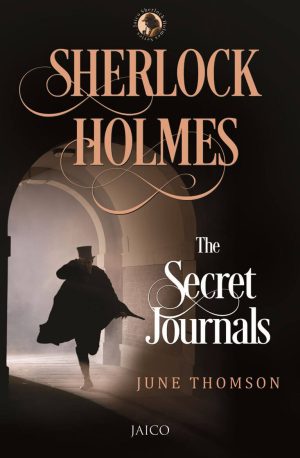 SHERLOCK
HOLMES
The
Secret
Journals
JUNE THOMSON
JAICO